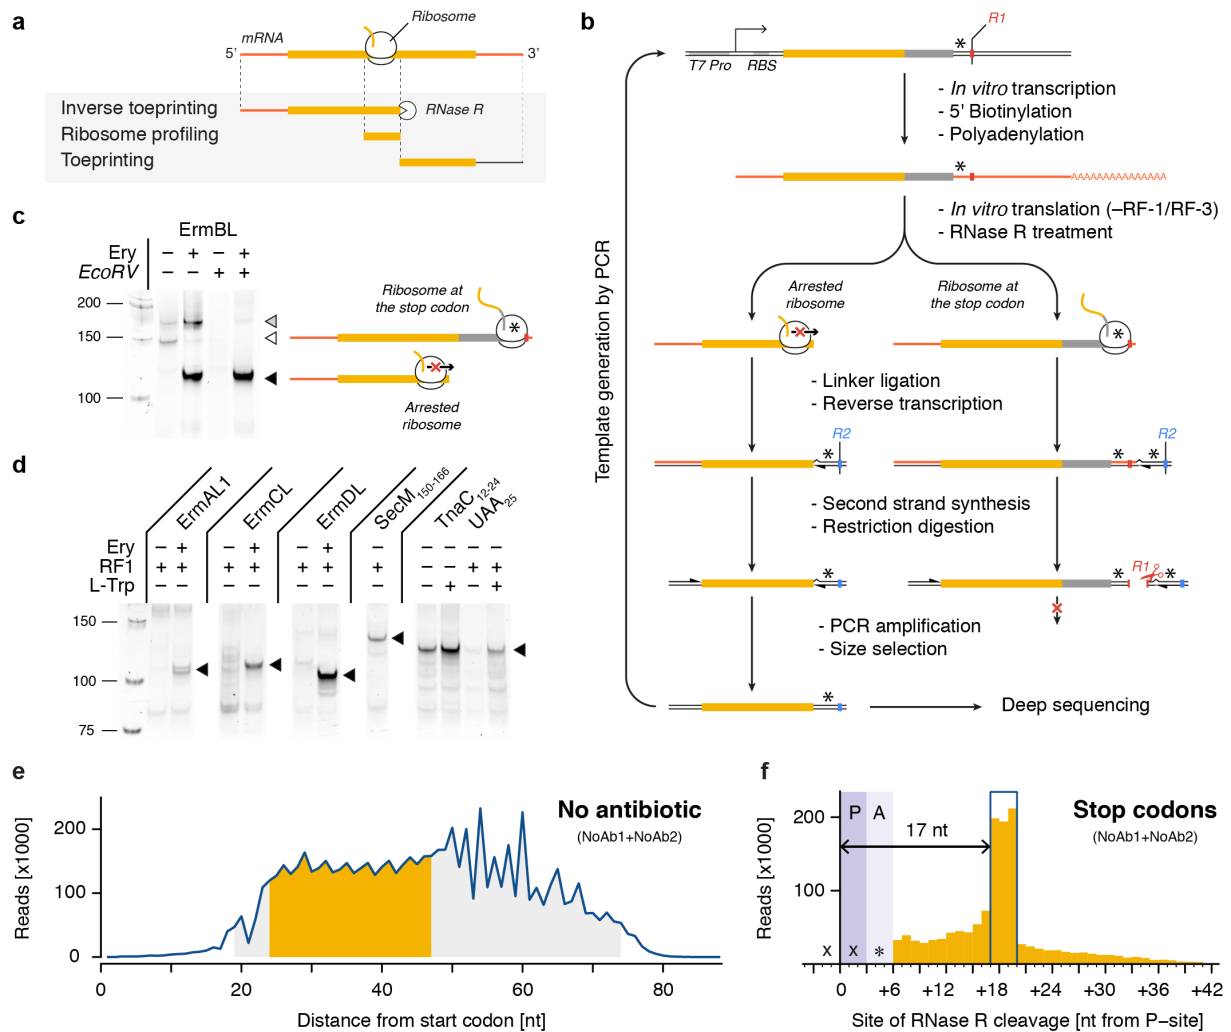 a
Ribosome
mRNA
5'
3'
Inverse toeprinting
RNase R
Ribosome profiling
Toeprinting
b
R1
*
T7 Pro
RBS
- In vitro transcription
- 5' Biotinylation
- Polyadenylation
*
AAAAAAAAAAAAAAA
- In vitro translation (–RF-1/RF-3)
- RNase R treatment
Arrested
ribosome
Ribosome at
the stop codon
*
- Linker ligation
- Reverse transcription
R2
R2
*
*
- Second strand synthesis
- Restriction digestion
R1
*
*
*
- PCR amplification
- Size selection
*
Deep sequencing
Template generation by PCR
c
ErmBL
Ery – + – +
EcoRV – – + +
200
150
100
Ribosome at
the stop codon
*
Arrested
ribosome
d
ErmAL1
ErmCL
ErmDL
SecM150-166
TnaC12-24
UAA25
Ery – + – + – + – – – – –
RF1 + + + + + + + – – + +
L-Trp – + – +
150
100
75
e
No antibiotic
(NoAb1+NoAb2)
Reads [x1000]
200
100
0
0 20 40 60 80
Distance from start codon [nt]
f
Stop codons
(NoAb1+NoAb2)
P A
17 nt
Reads [x1000]
200
100
0
x x *
0 +6 +12 +18 +24 +30 +36 +42
Site of RNase R cleavage [nt from P–site]